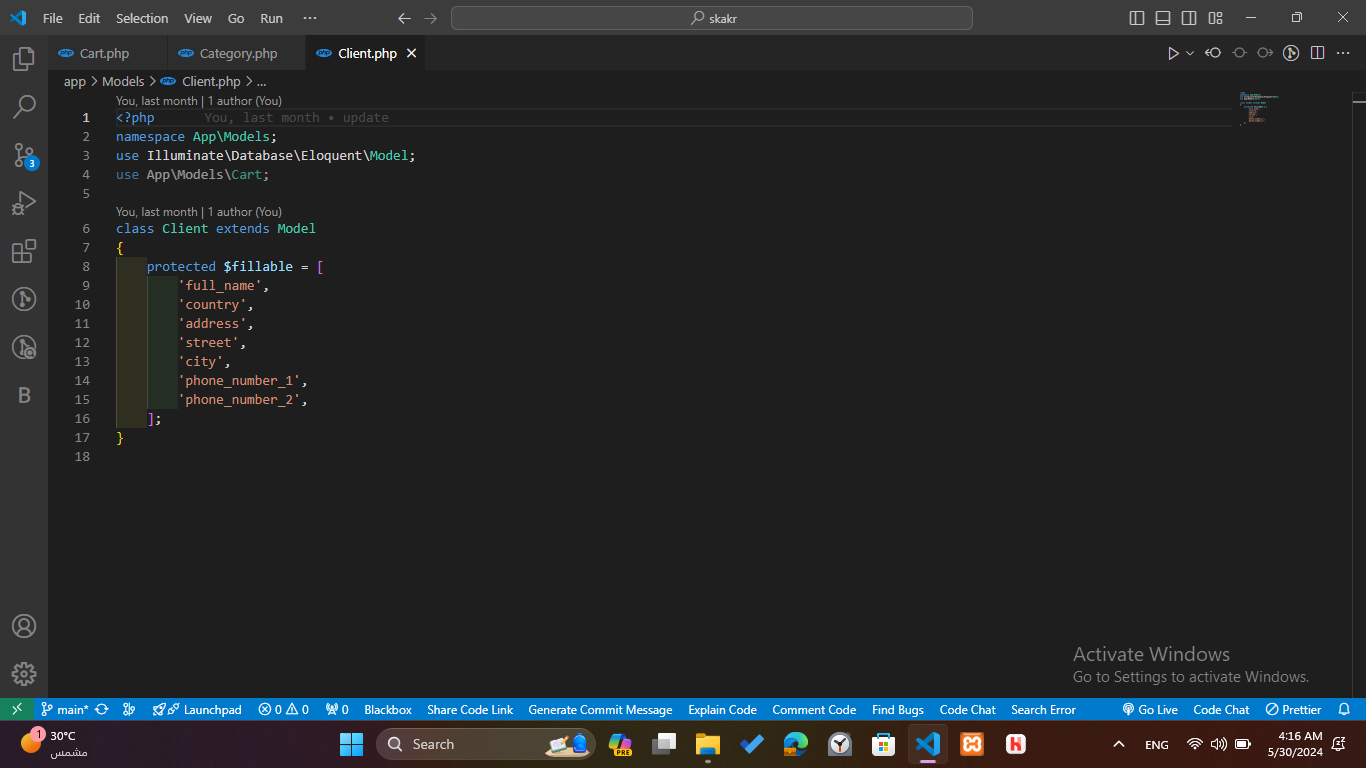 File Edit Selection View Go Run ···
skakr
Cart.php
Category.php
Client.php
app > Models > Client.php > ...
You, last month | 1 author (You)
1 <?php You, last month • update
2 namespace App\Models;
3 use Illuminate\Database\Eloquent\Model;
4 use App\Models\Cart;
5
You, last month | 1 author (You)
6 class Client extends Model
7 {
8 protected $fillable = [
9 'full_name',
10 'country',
11 'address',
12 'street',
13 'city',
14 'phone_number_1',
15 'phone_number_2',
16 ];
17 }
18
3
B
Activate Windows
Go to Settings to activate Windows.
main* Launchpad 0 0 0 Blackbox Share Code Link Generate Commit Message Explain Code Comment Code Find Bugs Code Chat Search Error Go Live Code Chat Prettier
1
30°C
مشمس
Search
PRE
ENG
4:16 AM
5/30/2024